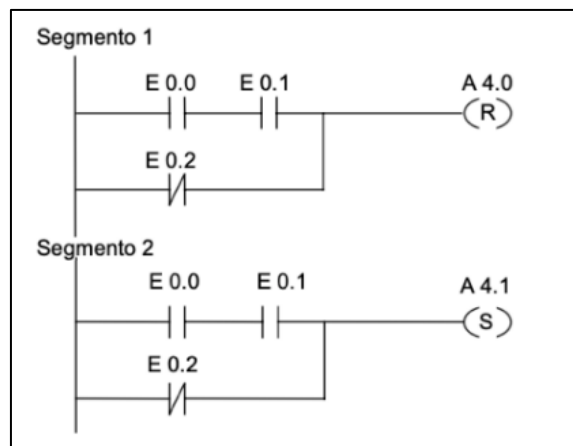 Segmento 1
E 0.0 E 0.1 A 4.0
R
E 0.2
Segmento 2
E 0.0 E 0.1 A 4.1
S
E 0.2